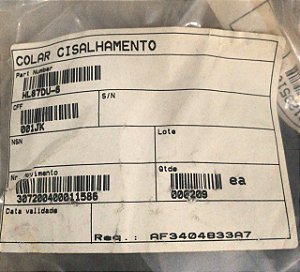 COLAR CISALHAMENTO
Part Number
HL87DU-6
CFF
S/N
001JK
NSN
Lote
Nr movimento
Qtde
307200400011586
000209
ea
Data validade
Req.: AF3404833A7